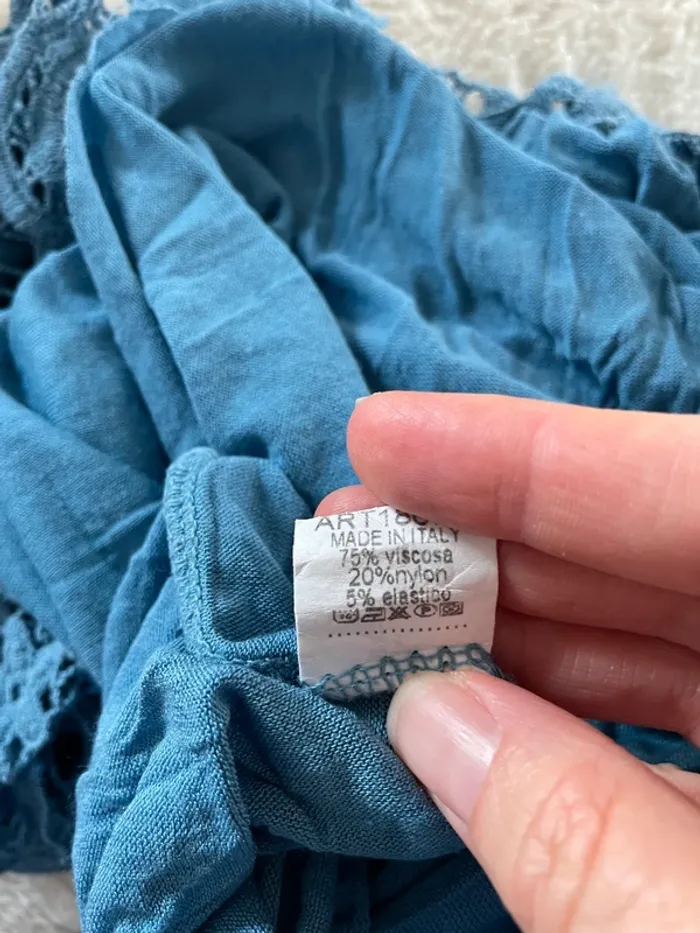 MADE IN ITALY
75% viscosa
20%nylon
5% elastico